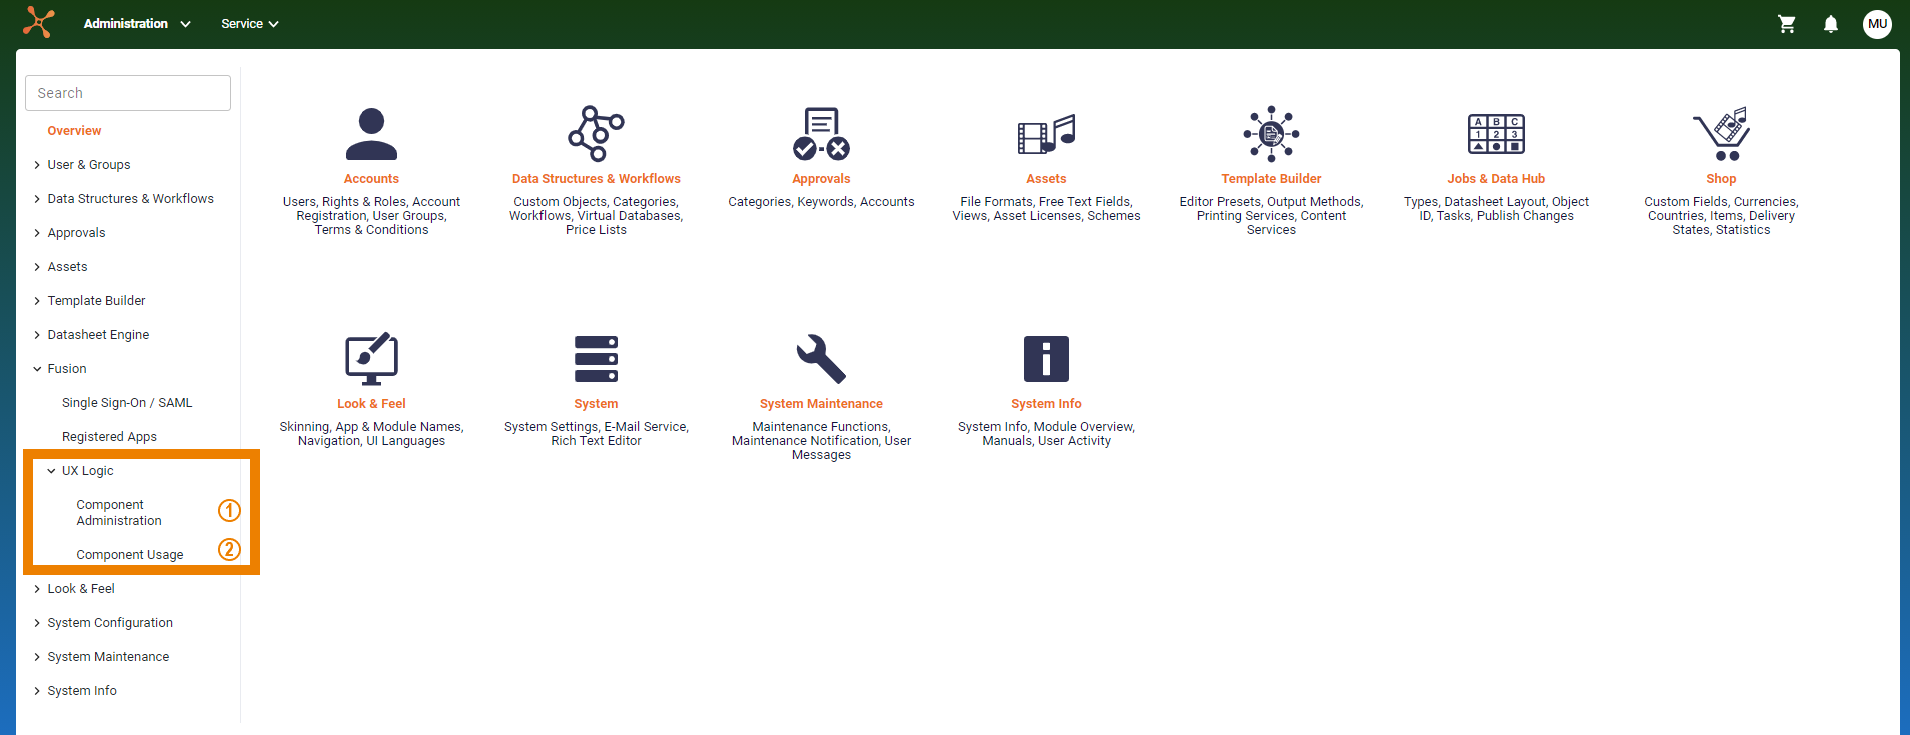 Administration
Service
MU
Search
Overview
User & Groups
Data Structures & Workflows
Approvals
Assets
Template Builder
Datasheet Engine
Fusion
Single Sign-On / SAML
Registered Apps
UX Logic
Component
Administration
1
Component Usage
2
Look & Feel
System Configuration
System Maintenance
System Info
Accounts
Users, Rights & Roles, Account
Registration, User Groups,
Terms & Conditions
Data Structures & Workflows
Custom Objects, Categories,
Workflows, Virtual Databases,
Price Lists
Approvals
Categories, Keywords, Accounts
Assets
File Formats, Free Text Fields,
Views, Asset Licenses, Schemes
Template Builder
Editor Presets, Output Methods,
Printing Services, Content
Services
A B C
1 2 3
Jobs & Data Hub
Types, Datasheet Layout, Object
ID, Tasks, Publish Changes
Shop
Custom Fields, Currencies,
Countries, Items, Delivery
States, Statistics
Look & Feel
Skinning, App & Module Names,
Navigation, UI Languages
System
System Settings, E-Mail Service,
Rich Text Editor
System Maintenance
Maintenance Functions,
Maintenance Notification, User
Messages
System Info
System Info, Module Overview,
Manuals, User Activity